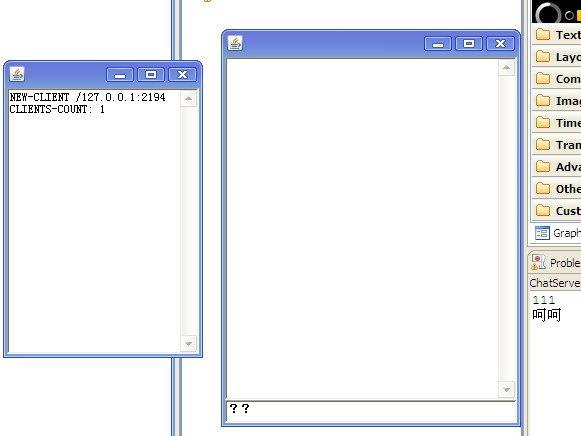 NEW-CLIENT /127.0.0.1:2194
CLIENTS-COUNT: 1
??
Text
Layo
Com
Imag
Time
Tran
Adva
Othe
Cust
Graph
Proble
ChatServe
111
呵呵